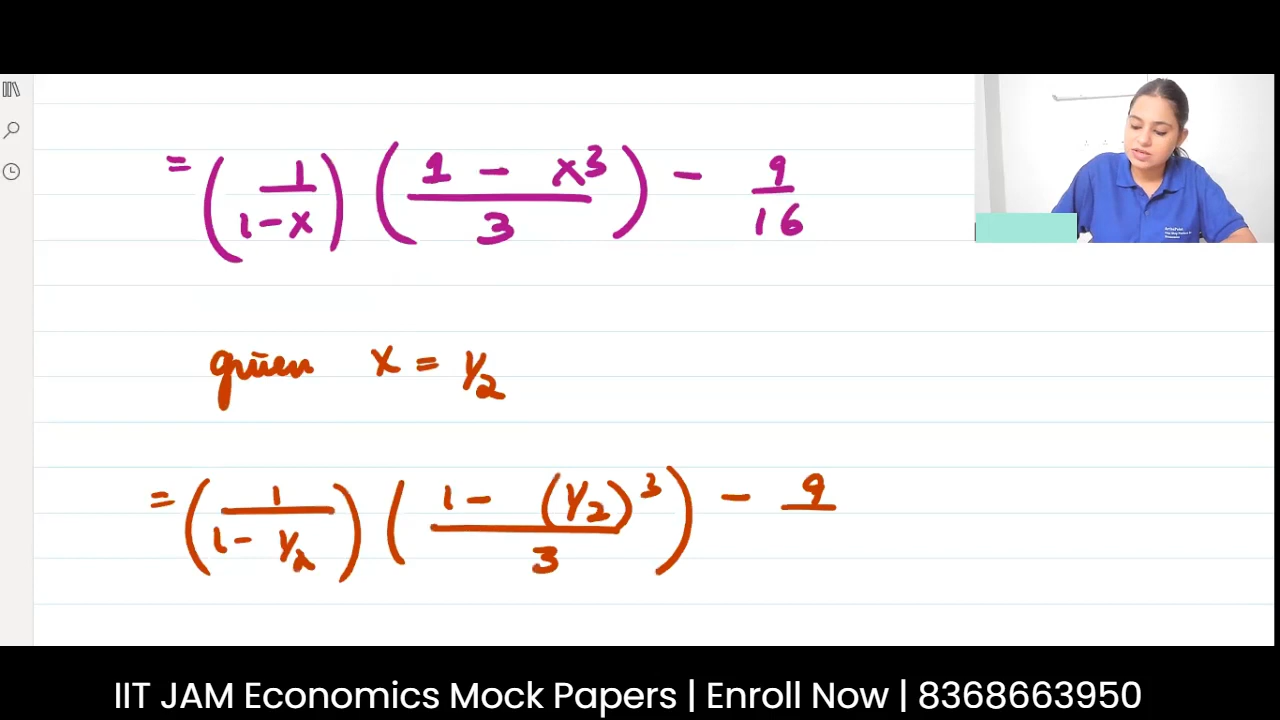 = (1/(1-x)) ((1 - x³)/3) - 9/16
given x = 1/2
= (1/(1 - 1/2)) ((1 - (1/2)³)/3) - 9
IIT JAM Economics Mock Papers | Enroll Now | 8368663950